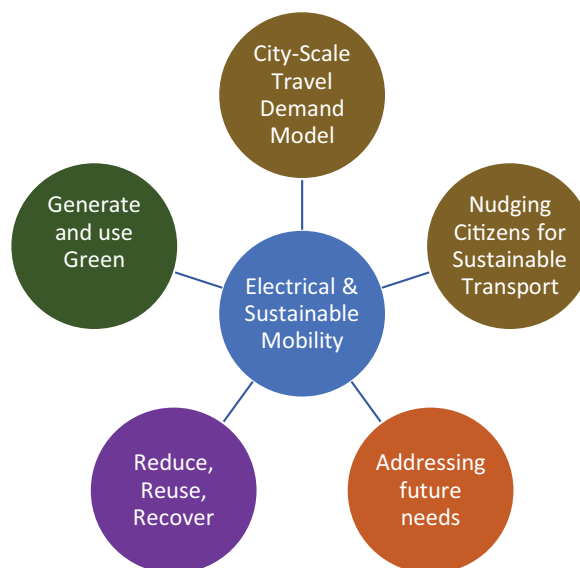 City-Scale
Travel
Demand
Model
Generate
and use
Green
Nudging
Citizens for
Sustainable
Transport
Electrical &
Sustainable
Mobility
Reduce,
Reuse,
Recover
Addressing
future
needs